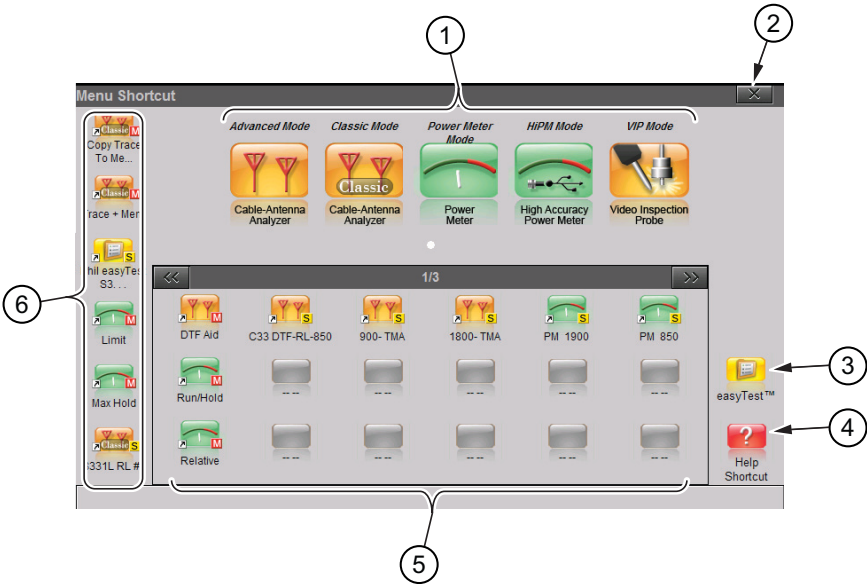 1
2
Menu Shortcut
Advanced Mode
Classic Mode
Power Meter
Mode
HiPM Mode
VIP Mode
Classic
Cable-Antenna
Analyzer
Cable-Antenna
Analyzer
Power
Meter
High Accuracy
Power Meter
Video Inspection
Probe
Classic M
Copy Trace
To Me...
Classic M
Trace + Mem
S
hil easyTes
S3. . .
M
Limit
M
Max Hold
Classic S
331L RL #
6
<<
1/3
>>
M
DTF Aid
S
C33 DTF-RL-850
S
900- TMA
S
1800- TMA
S
PM 1900
S
PM 850
M
Run/Hold
-- --
-- --
-- --
-- --
-- --
M
Relative
-- --
-- --
-- --
-- --
-- --
easyTest™
3
?
Help
Shortcut
4
5